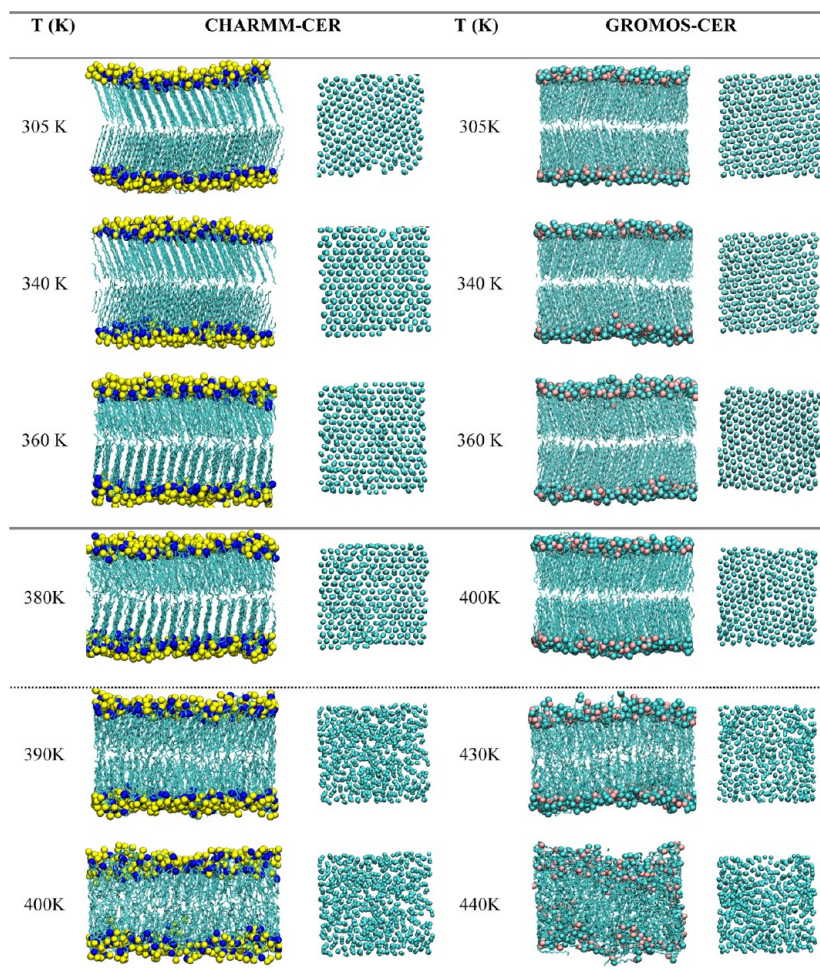 T (K) CHARMM-CER T (K) GROMOS-CER
305 K 305K
340 K 340 K
360 K 360 K
380K 400K
390K 430K
400K 440K